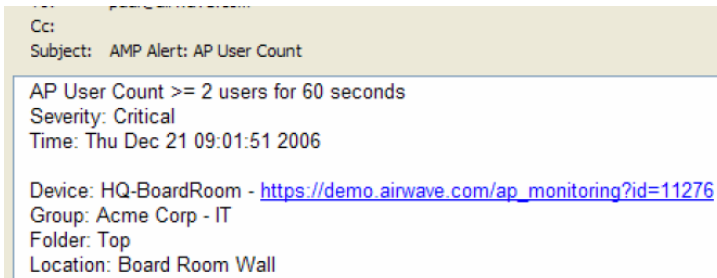 Cc:
Subject: AMP Alert: AP User Count
AP User Count >= 2 users for 60 seconds
Severity: Critical
Time: Thu Dec 21 09:01:51 2006
Device: HQ-BoardRoom - https://demo.airwave.com/ap_monitoring?id=11276
Group: Acme Corp - IT
Folder: Top
Location: Board Room Wall